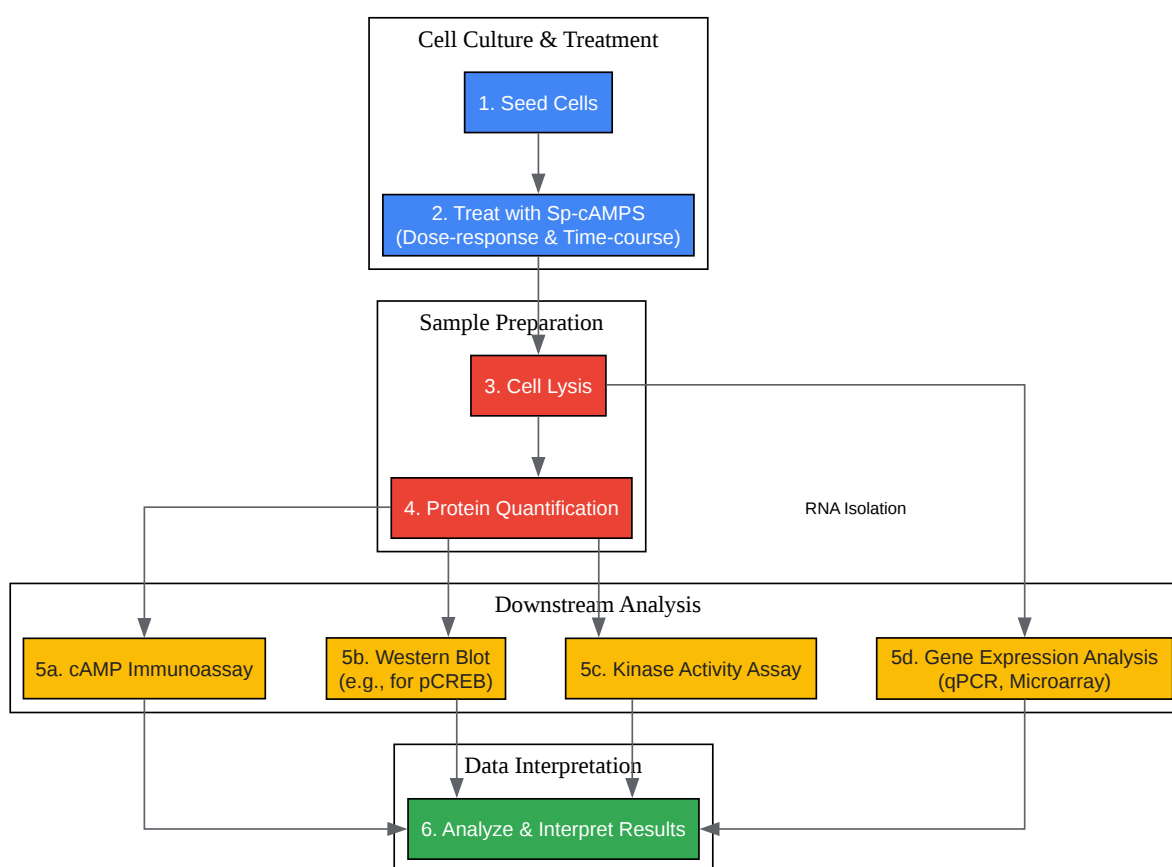 Cell Culture & Treatment
1. Seed Cells
2. Treat with Sp-cAMPS
(Dose-response & Time-course)
Sample Preparation
3. Cell Lysis
4. Protein Quantification
RNA Isolation
Downstream Analysis
5a. cAMP Immunoassay
5b. Western Blot
(e.g., for pCREB)
5c. Kinase Activity Assay
5d. Gene Expression Analysis
(qPCR, Microarray)
Data Interpretation
6. Analyze & Interpret Results